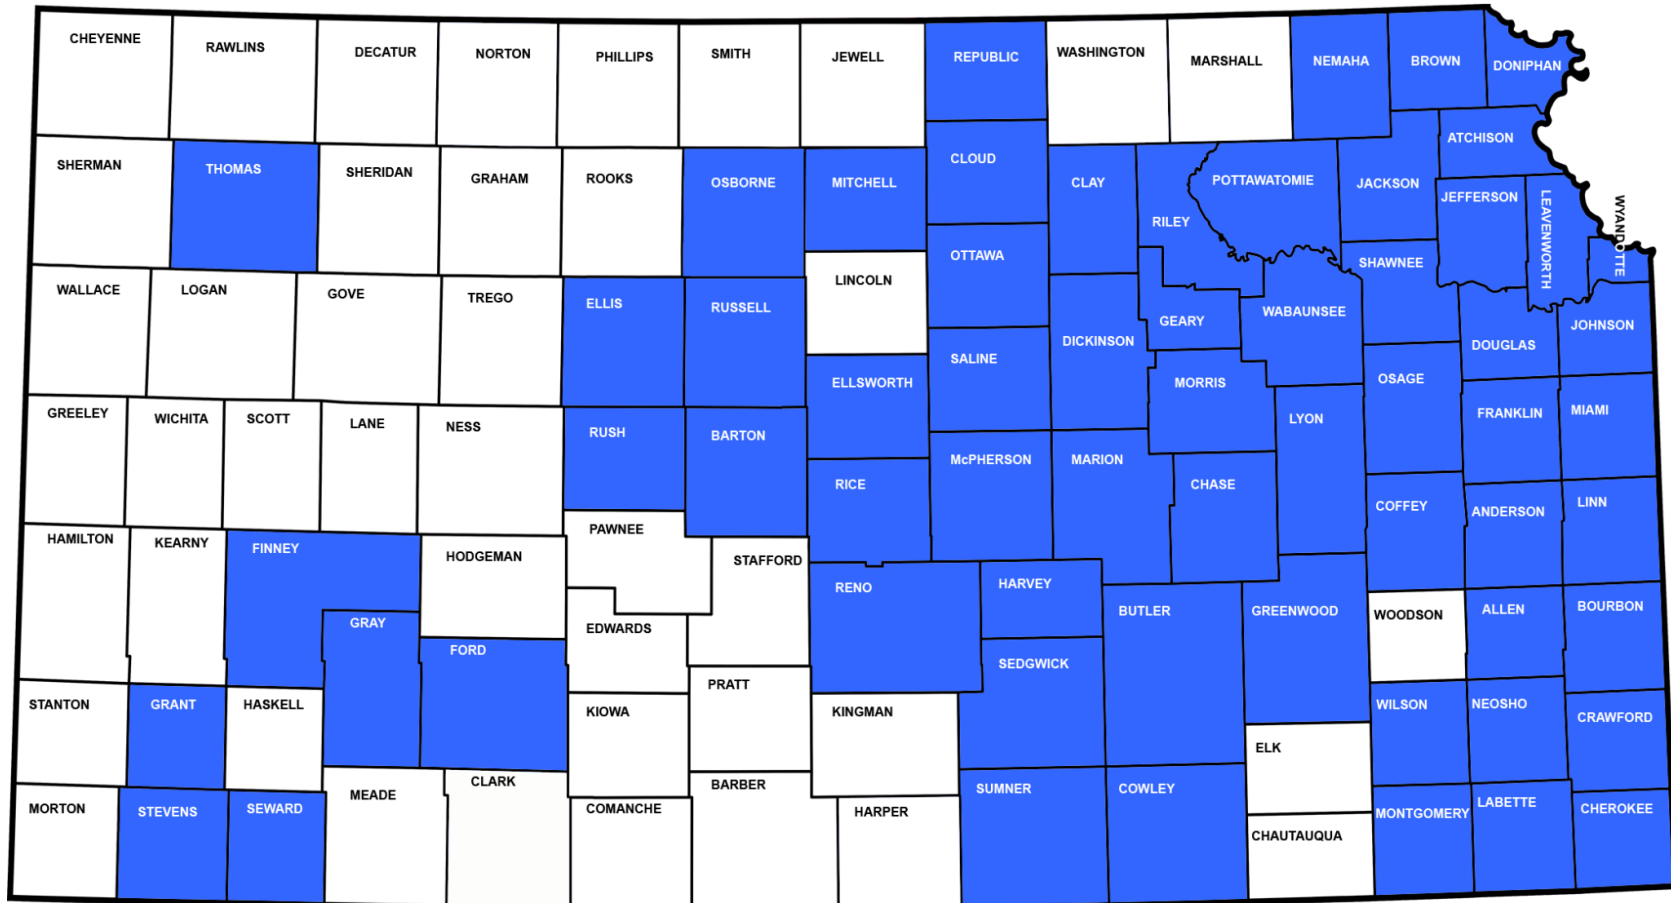 CHEYENNE
RAWLINS
DECATUR
NORTON
PHILLIPS
SMITH
JEWELL
REPUBLIC
WASHINGTON
MARSHALL
NEMAHA
BROWN
DONIPHAN
SHERMAN
THOMAS
SHERIDAN
GRAHAM
ROOKS
OSBORNE
MITCHELL
CLOUD
CLAY
RILEY
POTTAWATOMIE
JACKSON
ATCHISON
JEFFERSON
LEAVENWORTH
WYANDOTTE
WALLACE
LOGAN
GOVE
TREGO
ELLIS
RUSSELL
LINCOLN
OTTAWA
SALINE
DICKINSON
GEARY
WABAUNSEE
SHAWNEE
DOUGLAS
JOHNSON
GREELEY
WICHITA
SCOTT
LANE
NESS
RUSH
BARTON
ELLSWORTH
RICE
McPHERSON
MARION
MORRIS
CHASE
LYON
OSAGE
FRANKLIN
MIAMI
HAMILTON
KEARNY
FINNEY
HODGEMAN
PAWNEE
STAFFORD
RENO
HARVEY
BUTLER
GREENWOOD
COFFEY
ANDERSON
LINN
GRAY
FORD
EDWARDS
SEDGWICK
WOODSON
ALLEN
BOURBON
STANTON
GRANT
HASKELL
KIOWA
PRATT
KINGMAN
ELK
WILSON
NEOSHO
CRAWFORD
MORTON
STEVENS
SEWARD
MEADE
CLARK
COMANCHE
BARBER
HARPER
SUMNER
COWLEY
CHAUTAUQUA
MONTGOMERY
LABETTE
CHEROKEE